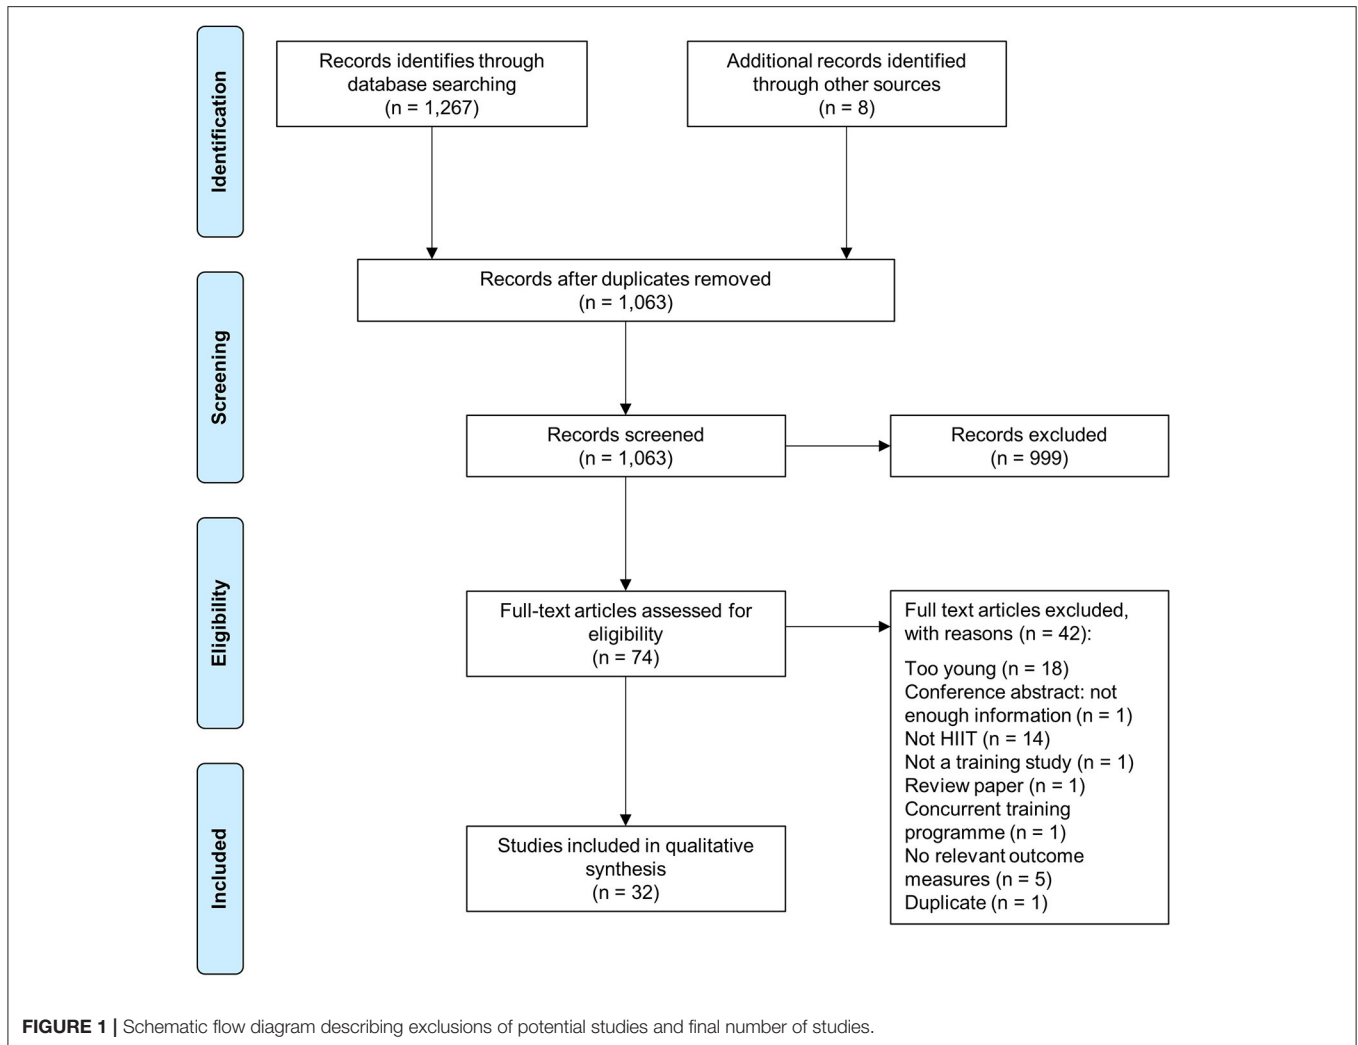 Identification
Records identifies through
database searching
(n = 1,267)
Additional records identified
through other sources
(n = 8)
Records after duplicates removed
(n = 1,063)
Screening
Records screened
(n = 1,063)
Records excluded
(n = 999)
Eligibility
Full-text articles assessed for
eligibility
(n = 74)
Full text articles excluded,
with reasons (n = 42):
Too young (n = 18)
Conference abstract: not
enough information (n = 1)
Not HIIT (n = 14)
Not a training study (n = 1)
Review paper (n = 1)
Concurrent training
programme (n = 1)
No relevant outcome
measures (n = 5)
Duplicate (n = 1)
Included
Studies included in qualitative
synthesis
(n = 32)
FIGURE 1 | Schematic flow diagram describing exclusions of potential studies and final number of studies.